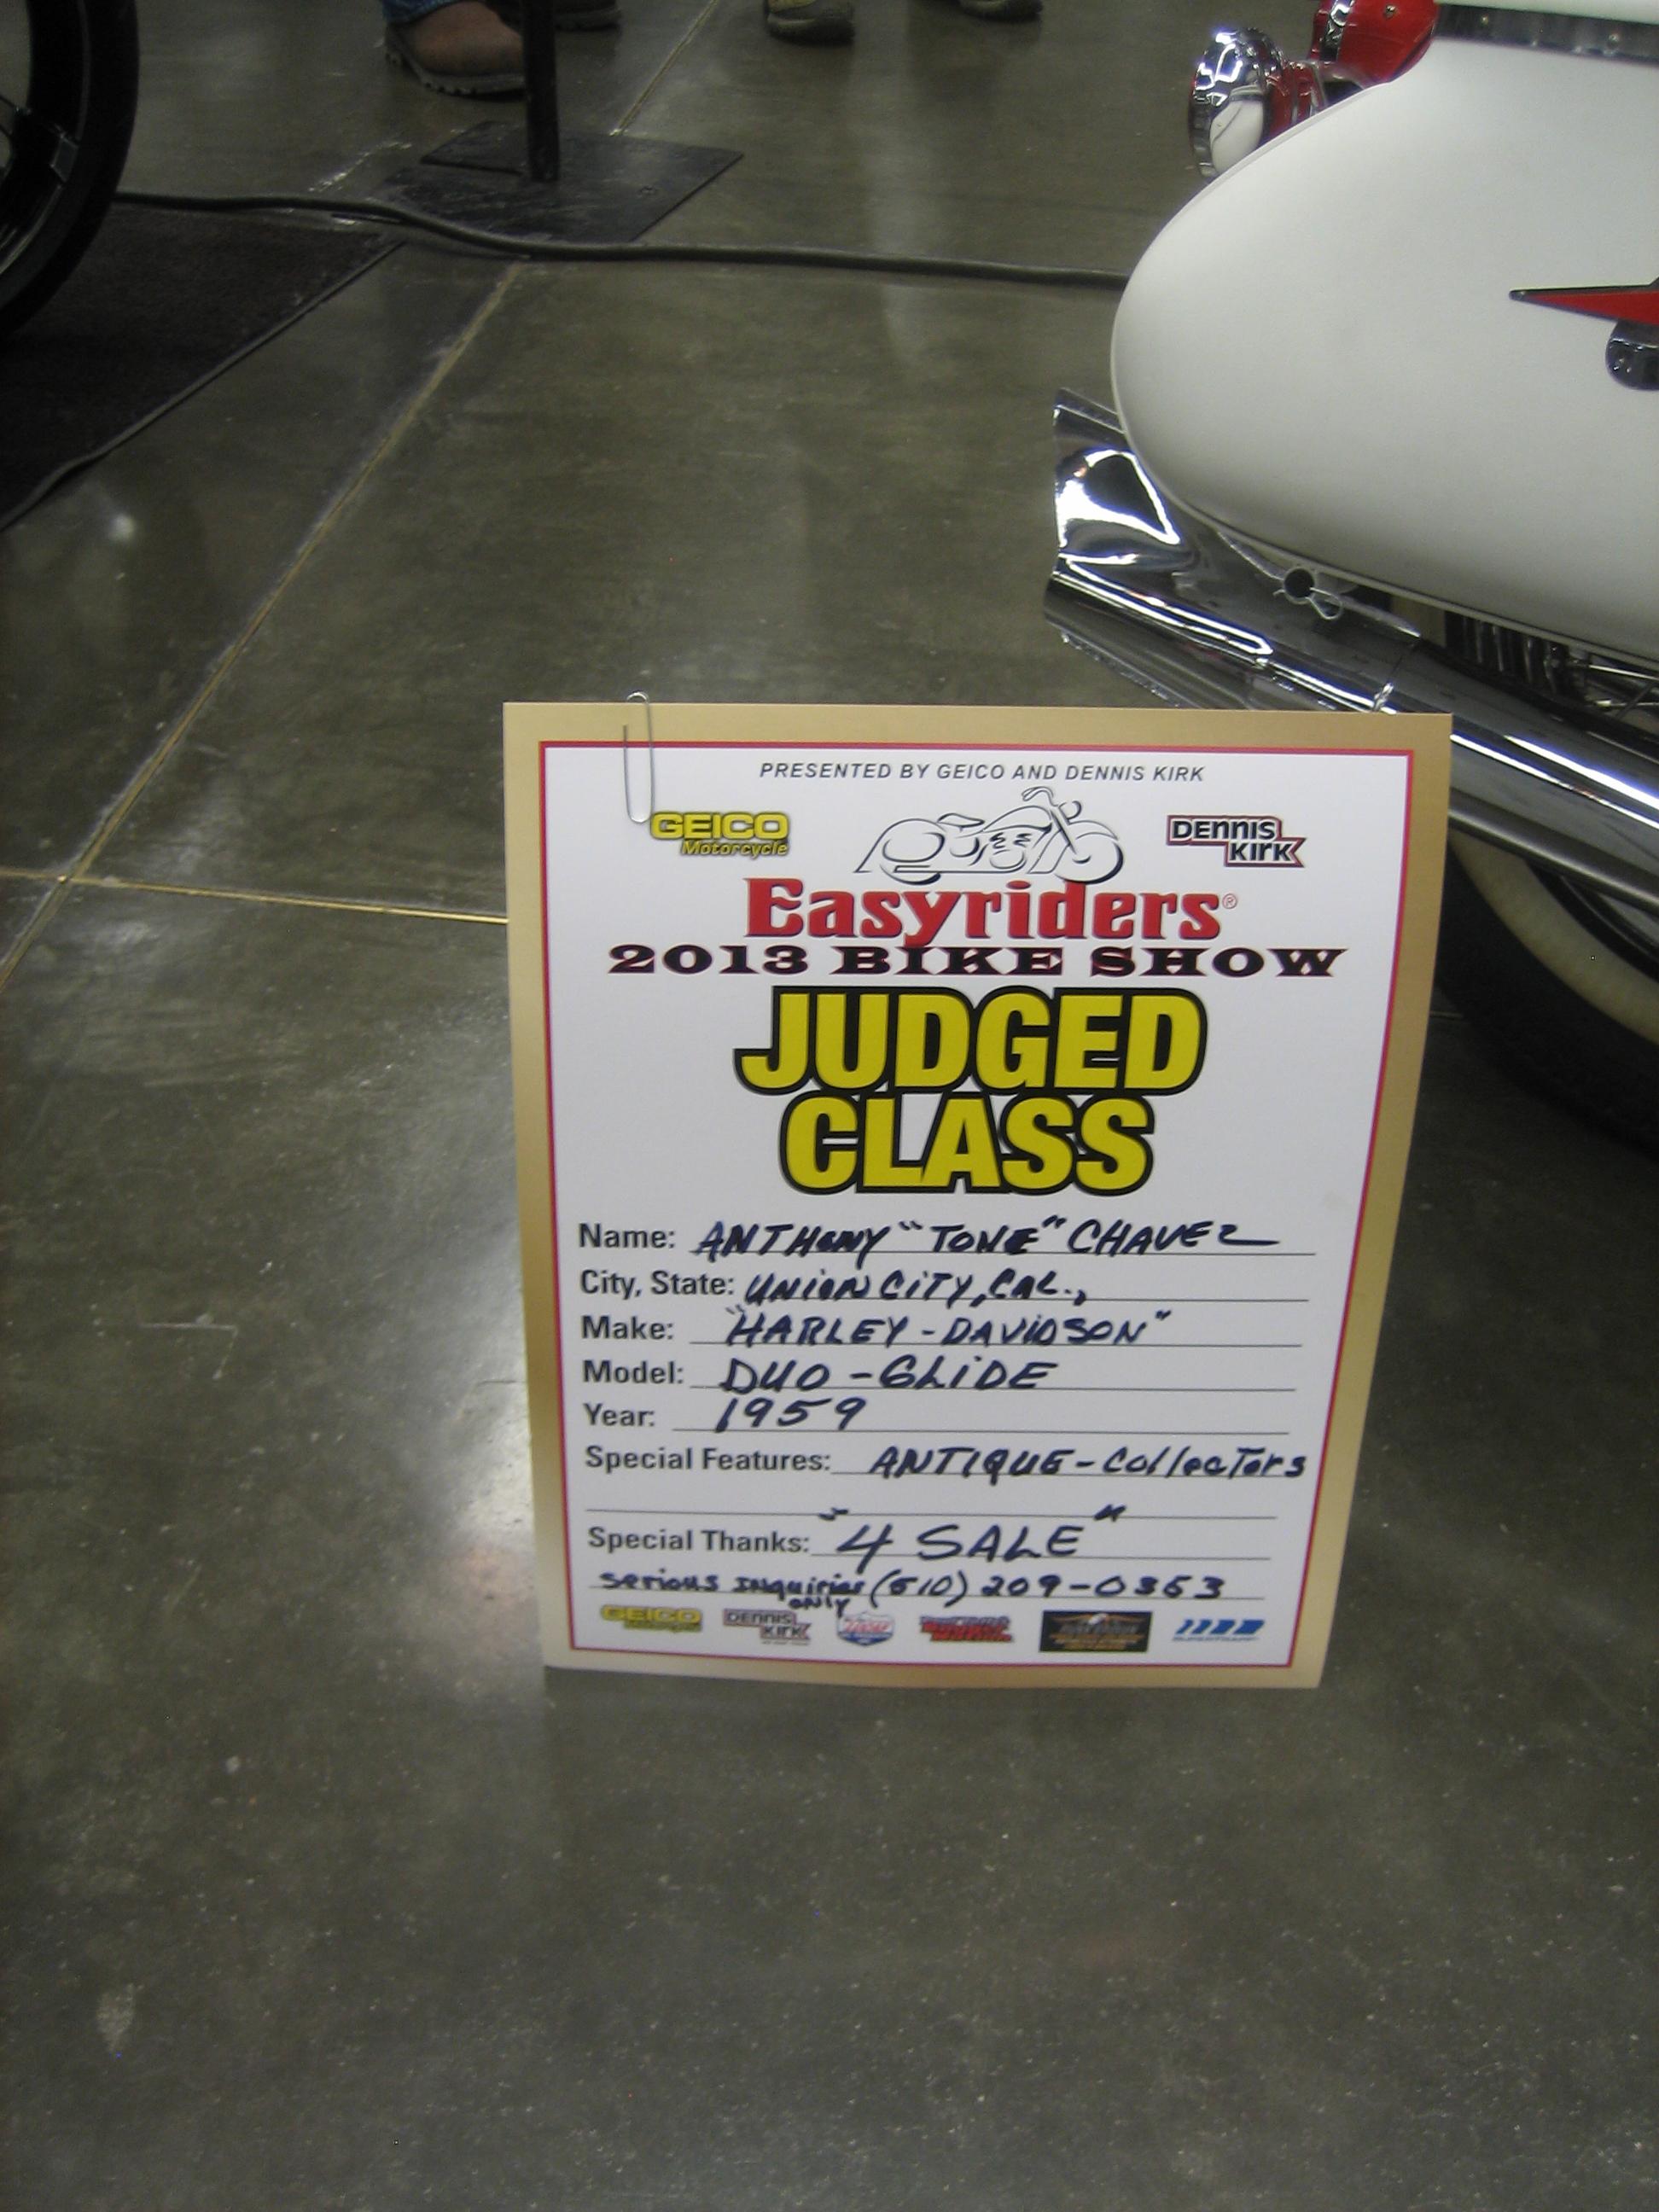 PRESENTED BY GEICO AND DENNIS KIRK
GEICO
Motorcycle
DENNIS
KIRK
Easyriders®
2013 BIKE SHOW
JUDGED
CLASS
Name: ANTHONY "TONE" CHAVEZ
City, State: UNION CITY, CAL.,
Make: "HARLEY-DAVIDSON"
Model: DUO-GLIDE
Year: 1959
Special Features: ANTIQUE-Collectors
Special Thanks: "4 SALE"
serious inquiries (510) 209-0363
only
GEICO
Motorcycle
DENNIS
KIRK